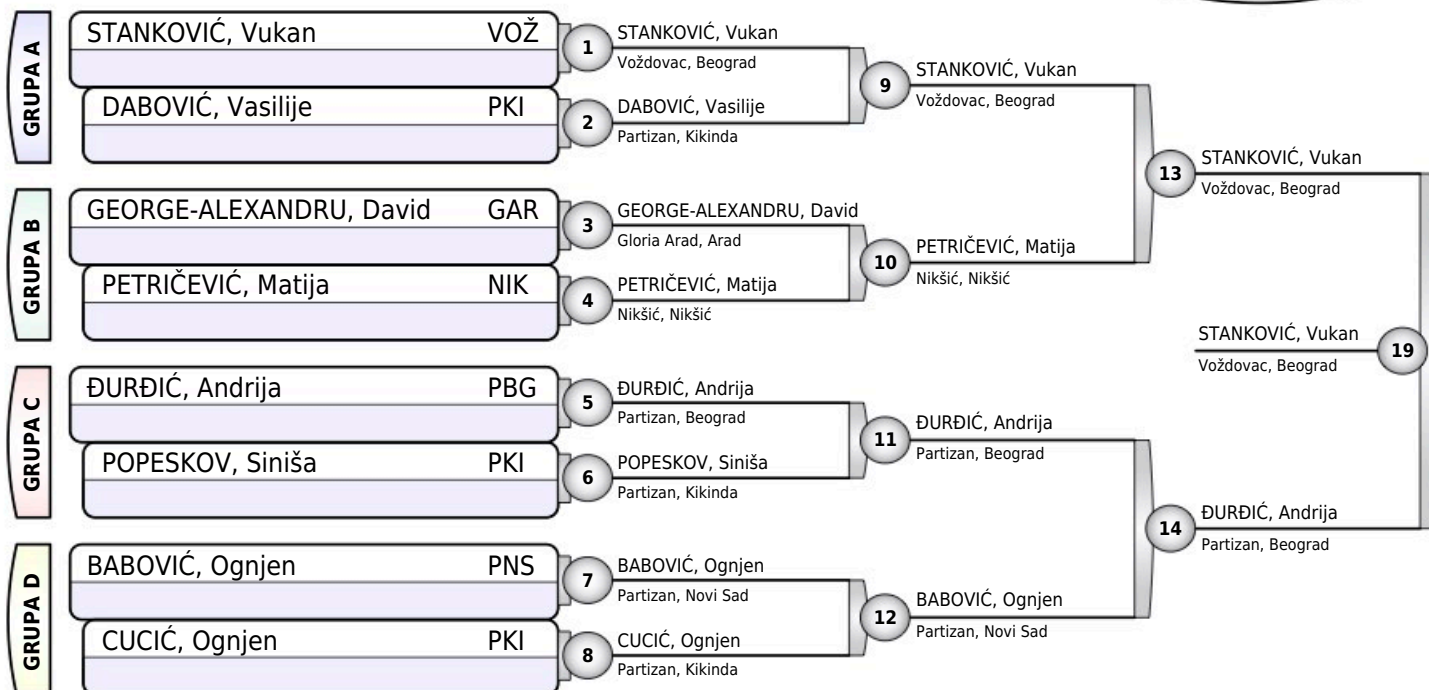 GRUPA A
STANKOVIĆ, Vukan VOŽ
DABOVIĆ, Vasilije PKI
GRUPA B
GEORGE-ALEXANDRU, David GAR
PETRIČEVIĆ, Matija NIK
GRUPA C
ĐURĐIĆ, Andrija PBG
POPESKOV, Siniša PKI
GRUPA D
BABOVIĆ, Ognjen PNS
CUCIĆ, Ognjen PKI
1
STANKOVIĆ, Vukan
Voždovac, Beograd
2
DABOVIĆ, Vasilije
Partizan, Kikinda
3
GEORGE-ALEXANDRU, David
Gloria Arad, Arad
4
PETRIČEVIĆ, Matija
Nikšić, Nikšić
5
ĐURĐIĆ, Andrija
Partizan, Beograd
6
POPESKOV, Siniša
Partizan, Kikinda
7
BABOVIĆ, Ognjen
Partizan, Novi Sad
8
CUCIĆ, Ognjen
Partizan, Kikinda
9
STANKOVIĆ, Vukan
Voždovac, Beograd
10
PETRIČEVIĆ, Matija
Nikšić, Nikšić
11
ĐURĐIĆ, Andrija
Partizan, Beograd
12
BABOVIĆ, Ognjen
Partizan, Novi Sad
13
STANKOVIĆ, Vukan
Voždovac, Beograd
14
ĐURĐIĆ, Andrija
Partizan, Beograd
STANKOVIĆ, Vukan
Voždovac, Beograd
19